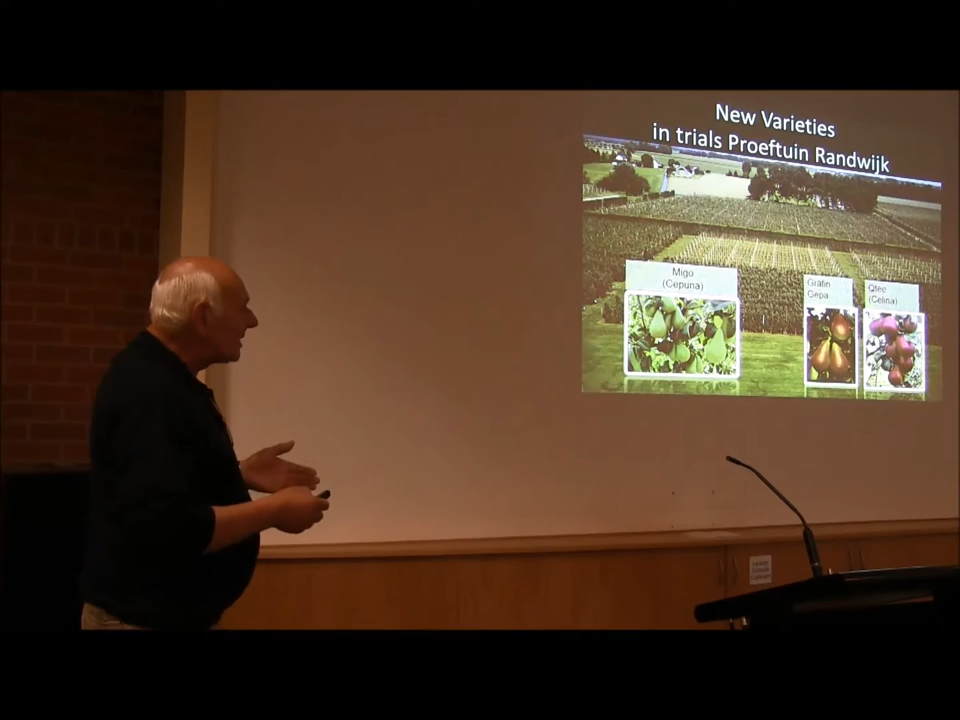 New Varieties
in trials Proeftuin Randwijk
Migo
(Cepuna)
Gräfin
Gepa
Qtee
(Celina)